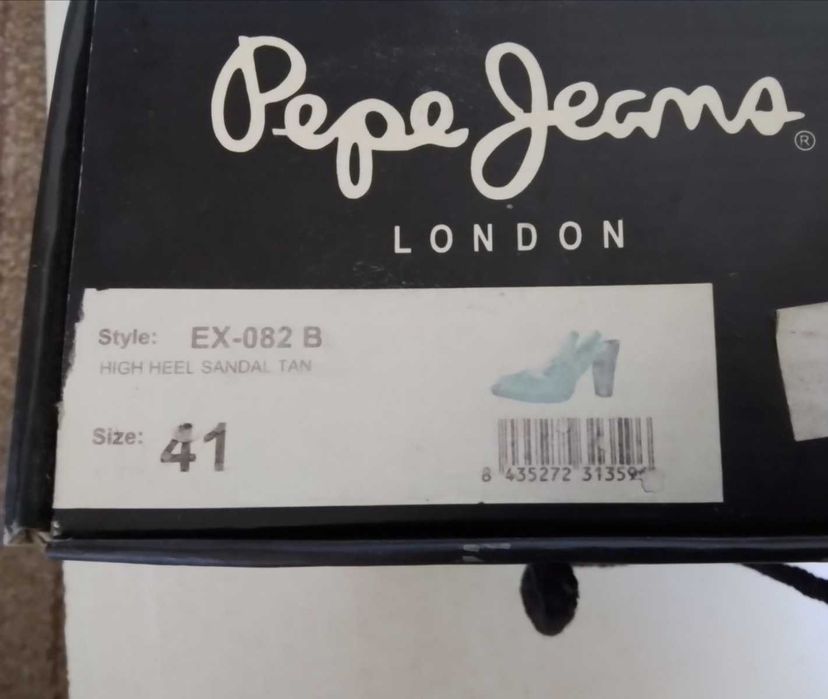 Pepe Jeans®
LONDON
Style: EX-082 B
HIGH HEEL SANDAL TAN
Size: 41
8 435272 31359